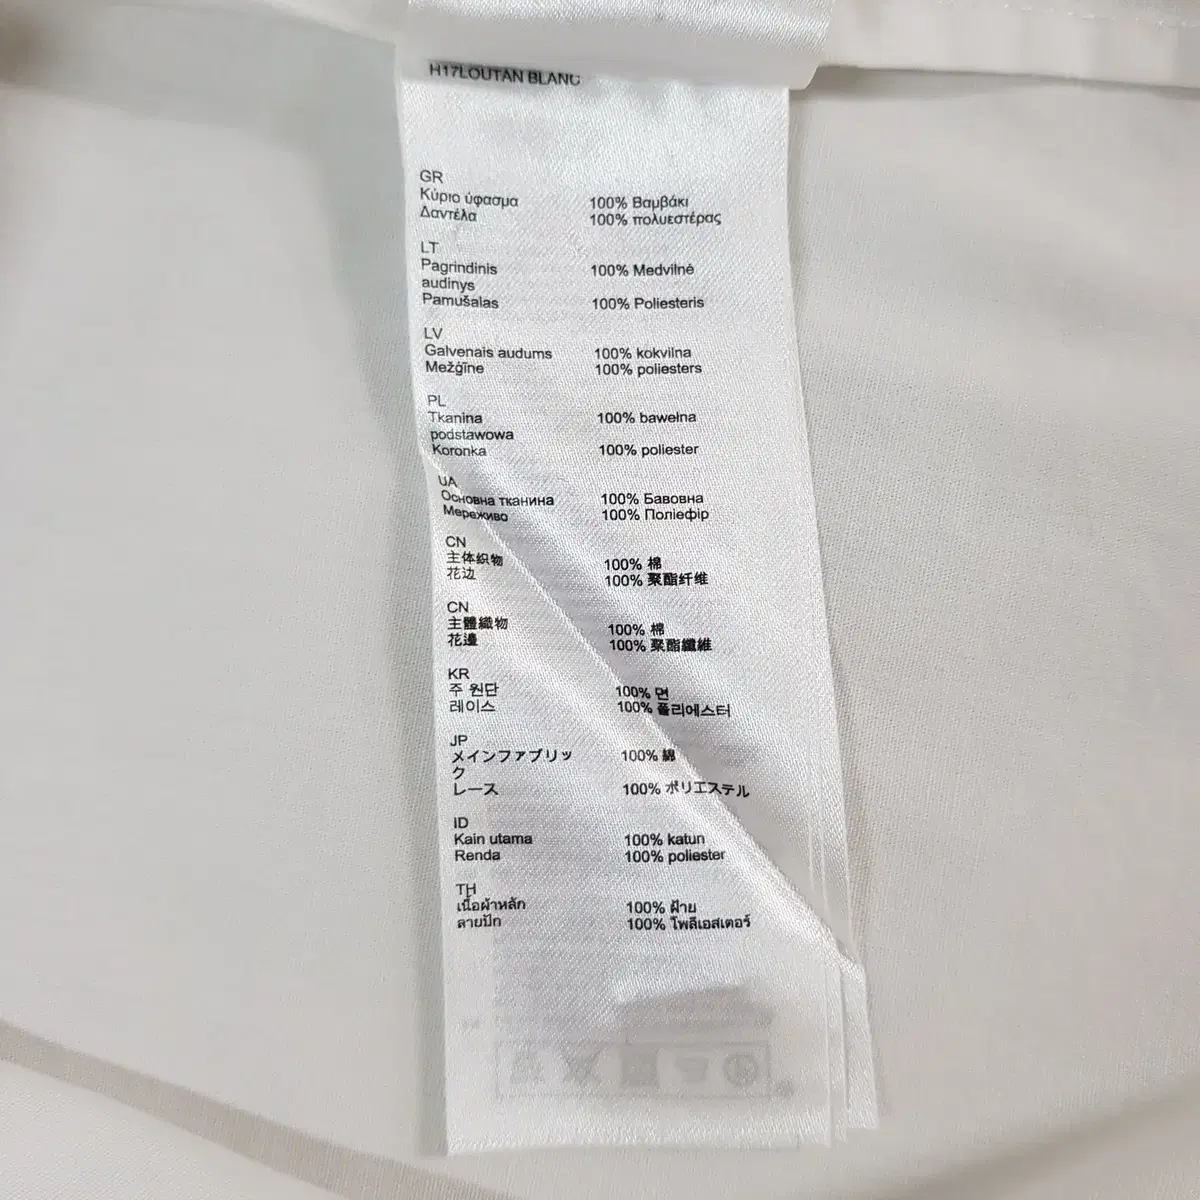 H17LOUTAN BLANC
GR
Κύριο ύφασμα 100% Βαμβάκι
Δαντέλα 100% πολυεστέρας
LT
Pagrindinis 100% Medvilnė
audinys
Pamušalas 100% Poliesteris
LV
Galvenais audums 100% kokvilna
Mežģīne 100% poliesters
PL
Tkanina 100% bawełna
podstawowa
Koronka 100% poliester
UA
Основна тканина 100% Бавовна
Мереживо 100% Поліефір
CN
主体织物 100% 棉
花边 100% 聚酯纤维
CN
主體織物 100% 棉
花邊 100% 聚酯纖維
KR
주 원단 100% 면
레이스 100% 폴리에스터
JP
メインファブリッ 100% 綿
ク
レース 100% ポリエステル
ID
Kain utama 100% katun
Renda 100% poliester
TH
เนื้อผ้าหลัก 100% ฝ้าย
ลายปัก 100% โพลีเอสเตอร์